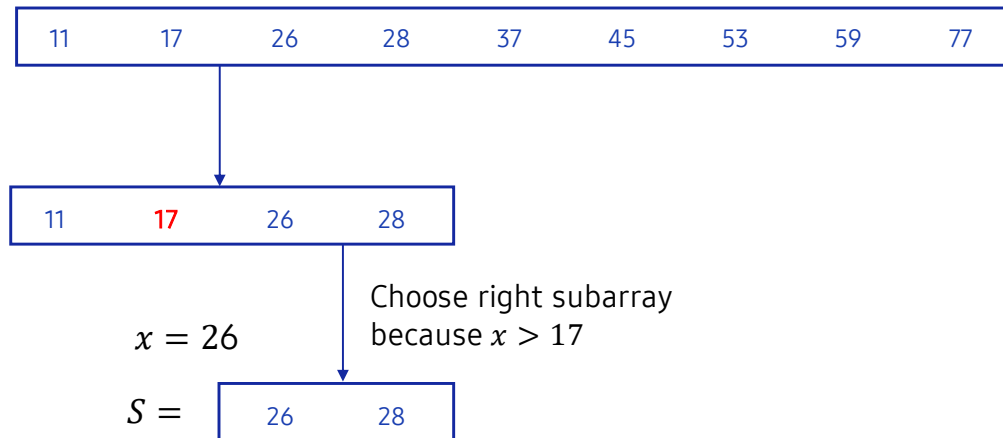 11 17 26 28 37 45 53 59 77
11 17 26 28
Choose right subarray
because x > 17
x = 26
S = 26 28